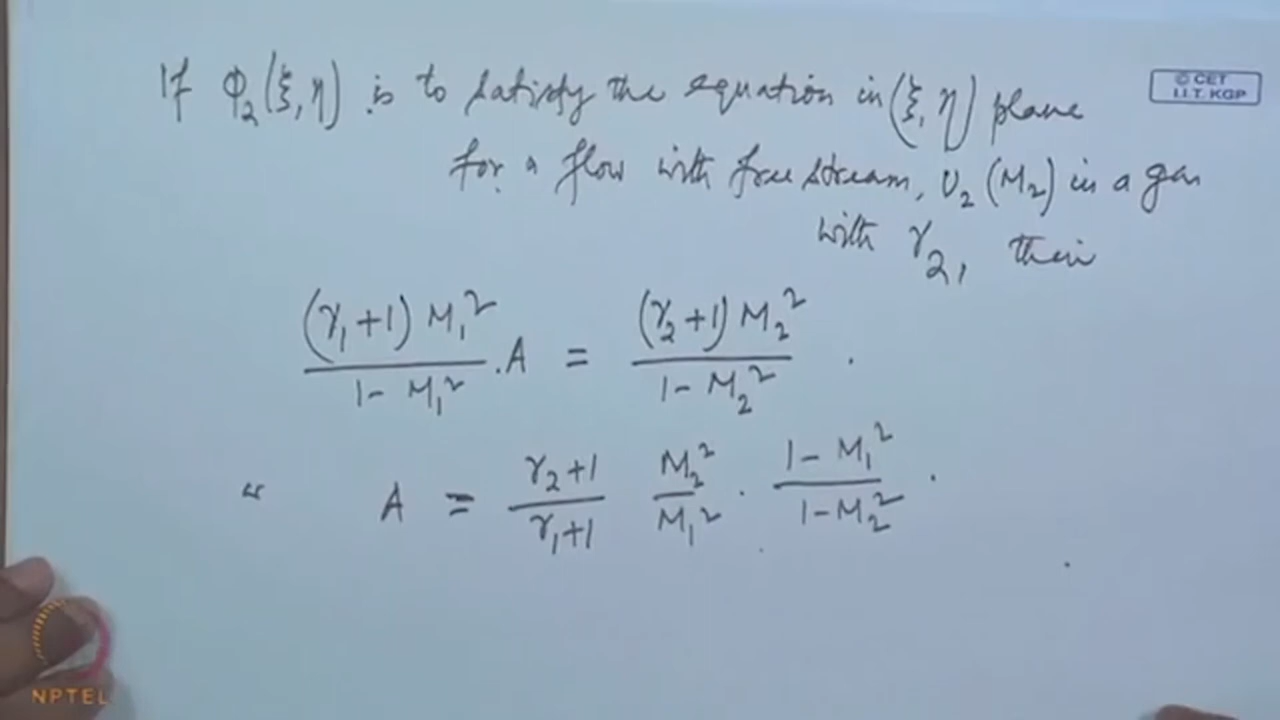 If Φ₂(ξ, η) is to satisfy the equation in (ξ, η) plane
© CET
I.I.T. KGP
for a flow with free stream, U₂ (M₂) in a gas
with γ₂, then
(γ₁+1) M₁² / 1- M₁² . A = (γ₂+1) M₂² / 1- M₂² .
A = γ₂+1 / γ₁+1 M₂² / M₁² . 1- M₁² / 1-M₂² .
NPTEL